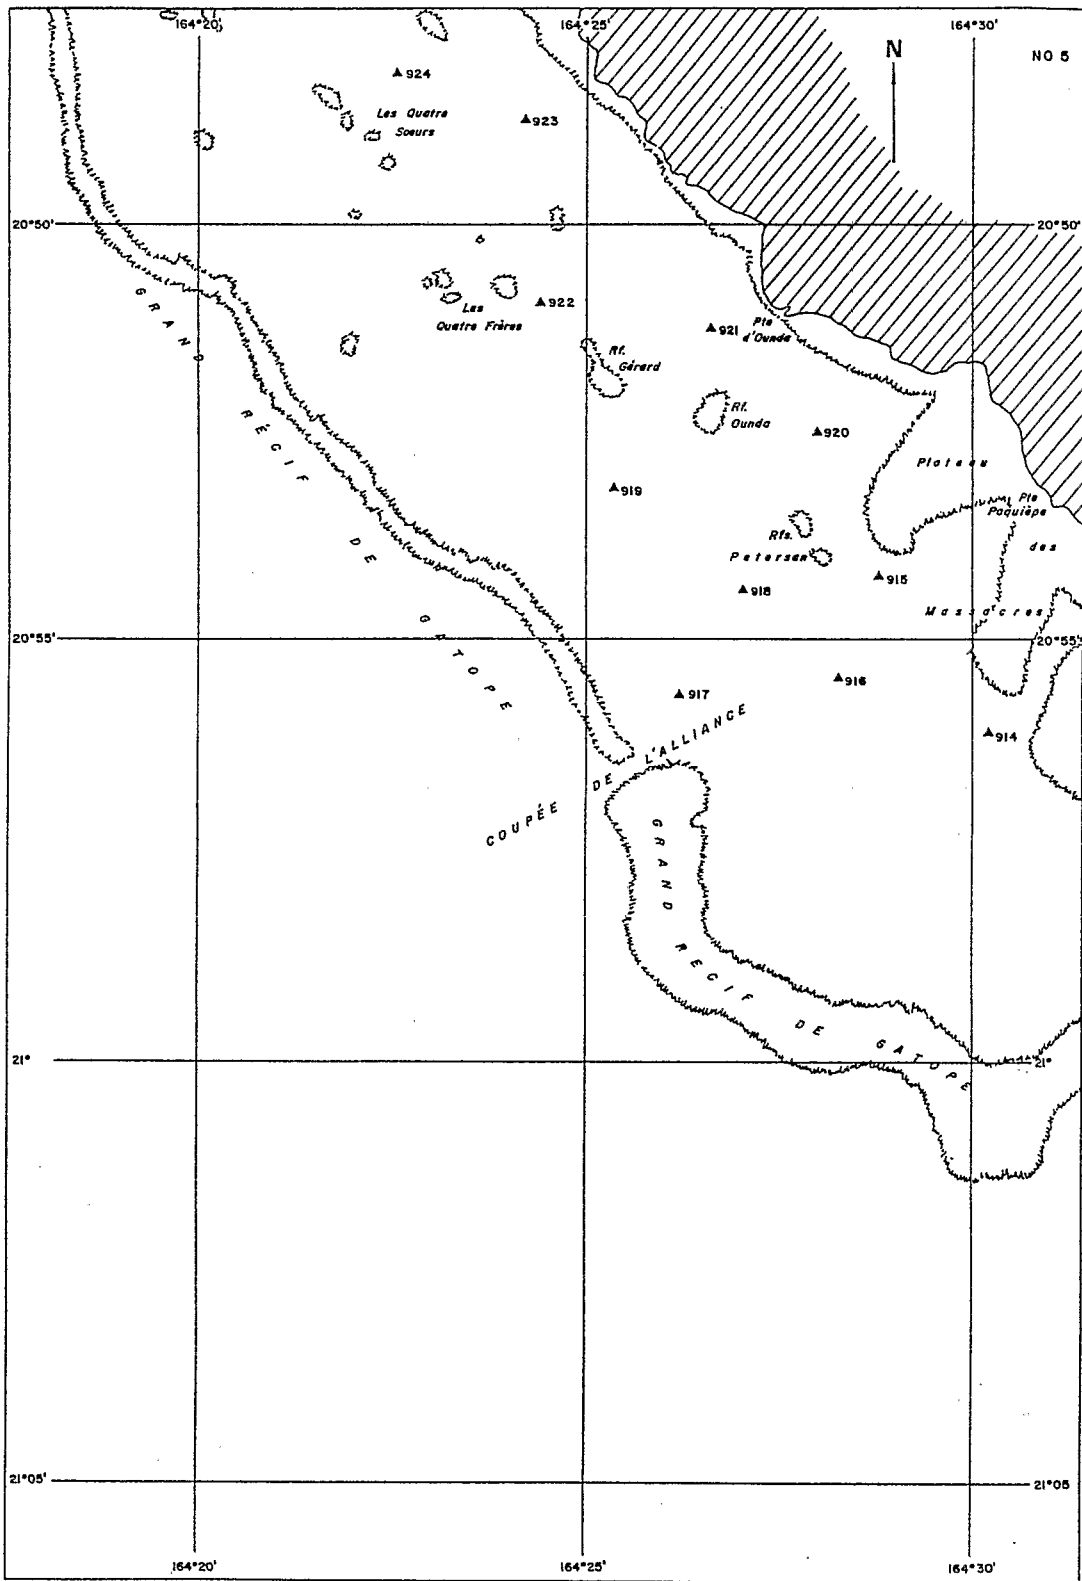 164°20'
164°25'
164°30'
N
NO 5
924
Les Quatre
Soeurs
923
20°50'
20°50'
GRAND RÉCIF DE GATOPE
Les
Quatre Frères
922
921
Pte
d'Ounda
Rf.
Gérard
Rf.
Ounda
920
919
Plateau
Pte
Paquièpe
des
Massacres
Rfs.
Petersen
918
915
20°55'
20°55'
917
916
914
COUPÉE DE L'ALLIANCE
GRAND RÉCIF DE GATOPE
21°
21°
21°05'
21°05
164°20'
164°25'
164°30'